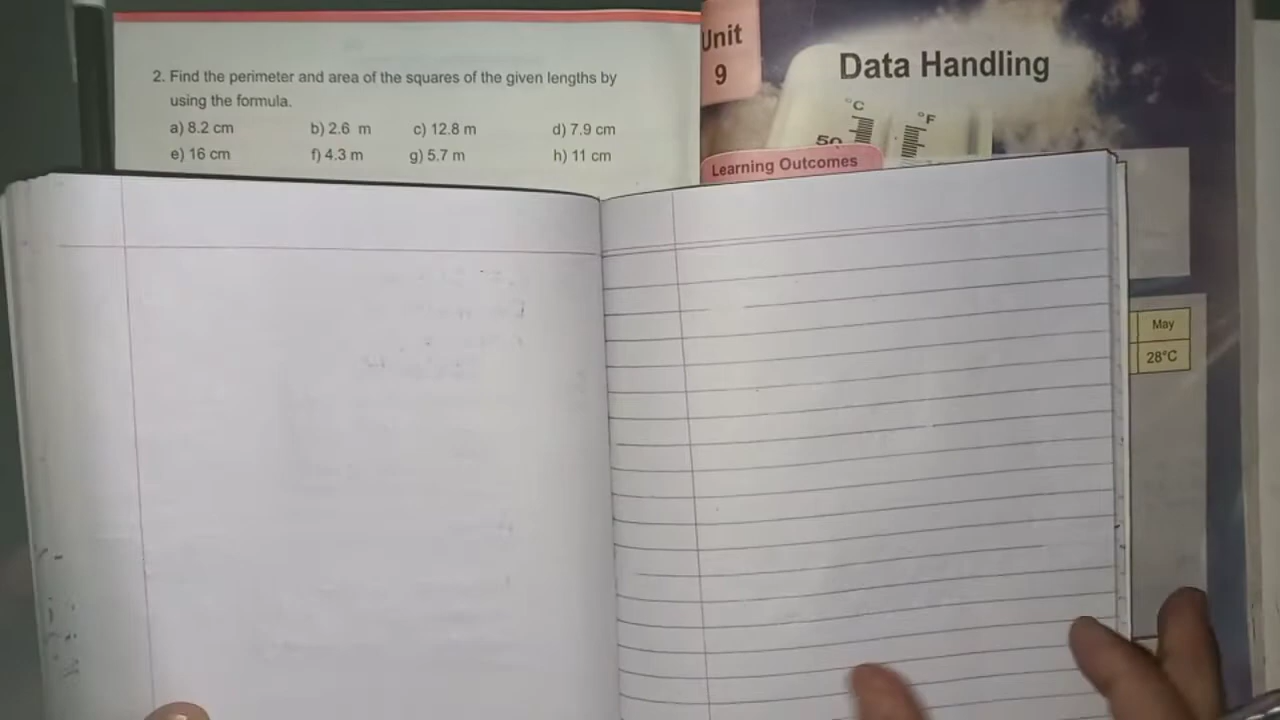 2. Find the perimeter and area of the squares of the given lengths by
using the formula.
a) 8.2 cm b) 2.6 m c) 12.8 m d) 7.9 cm
e) 16 cm f) 4.3 m g) 5.7 m h) 11 cm
Unit
9
Data Handling
°C
°F
50
Learning Outcomes
May
28°C